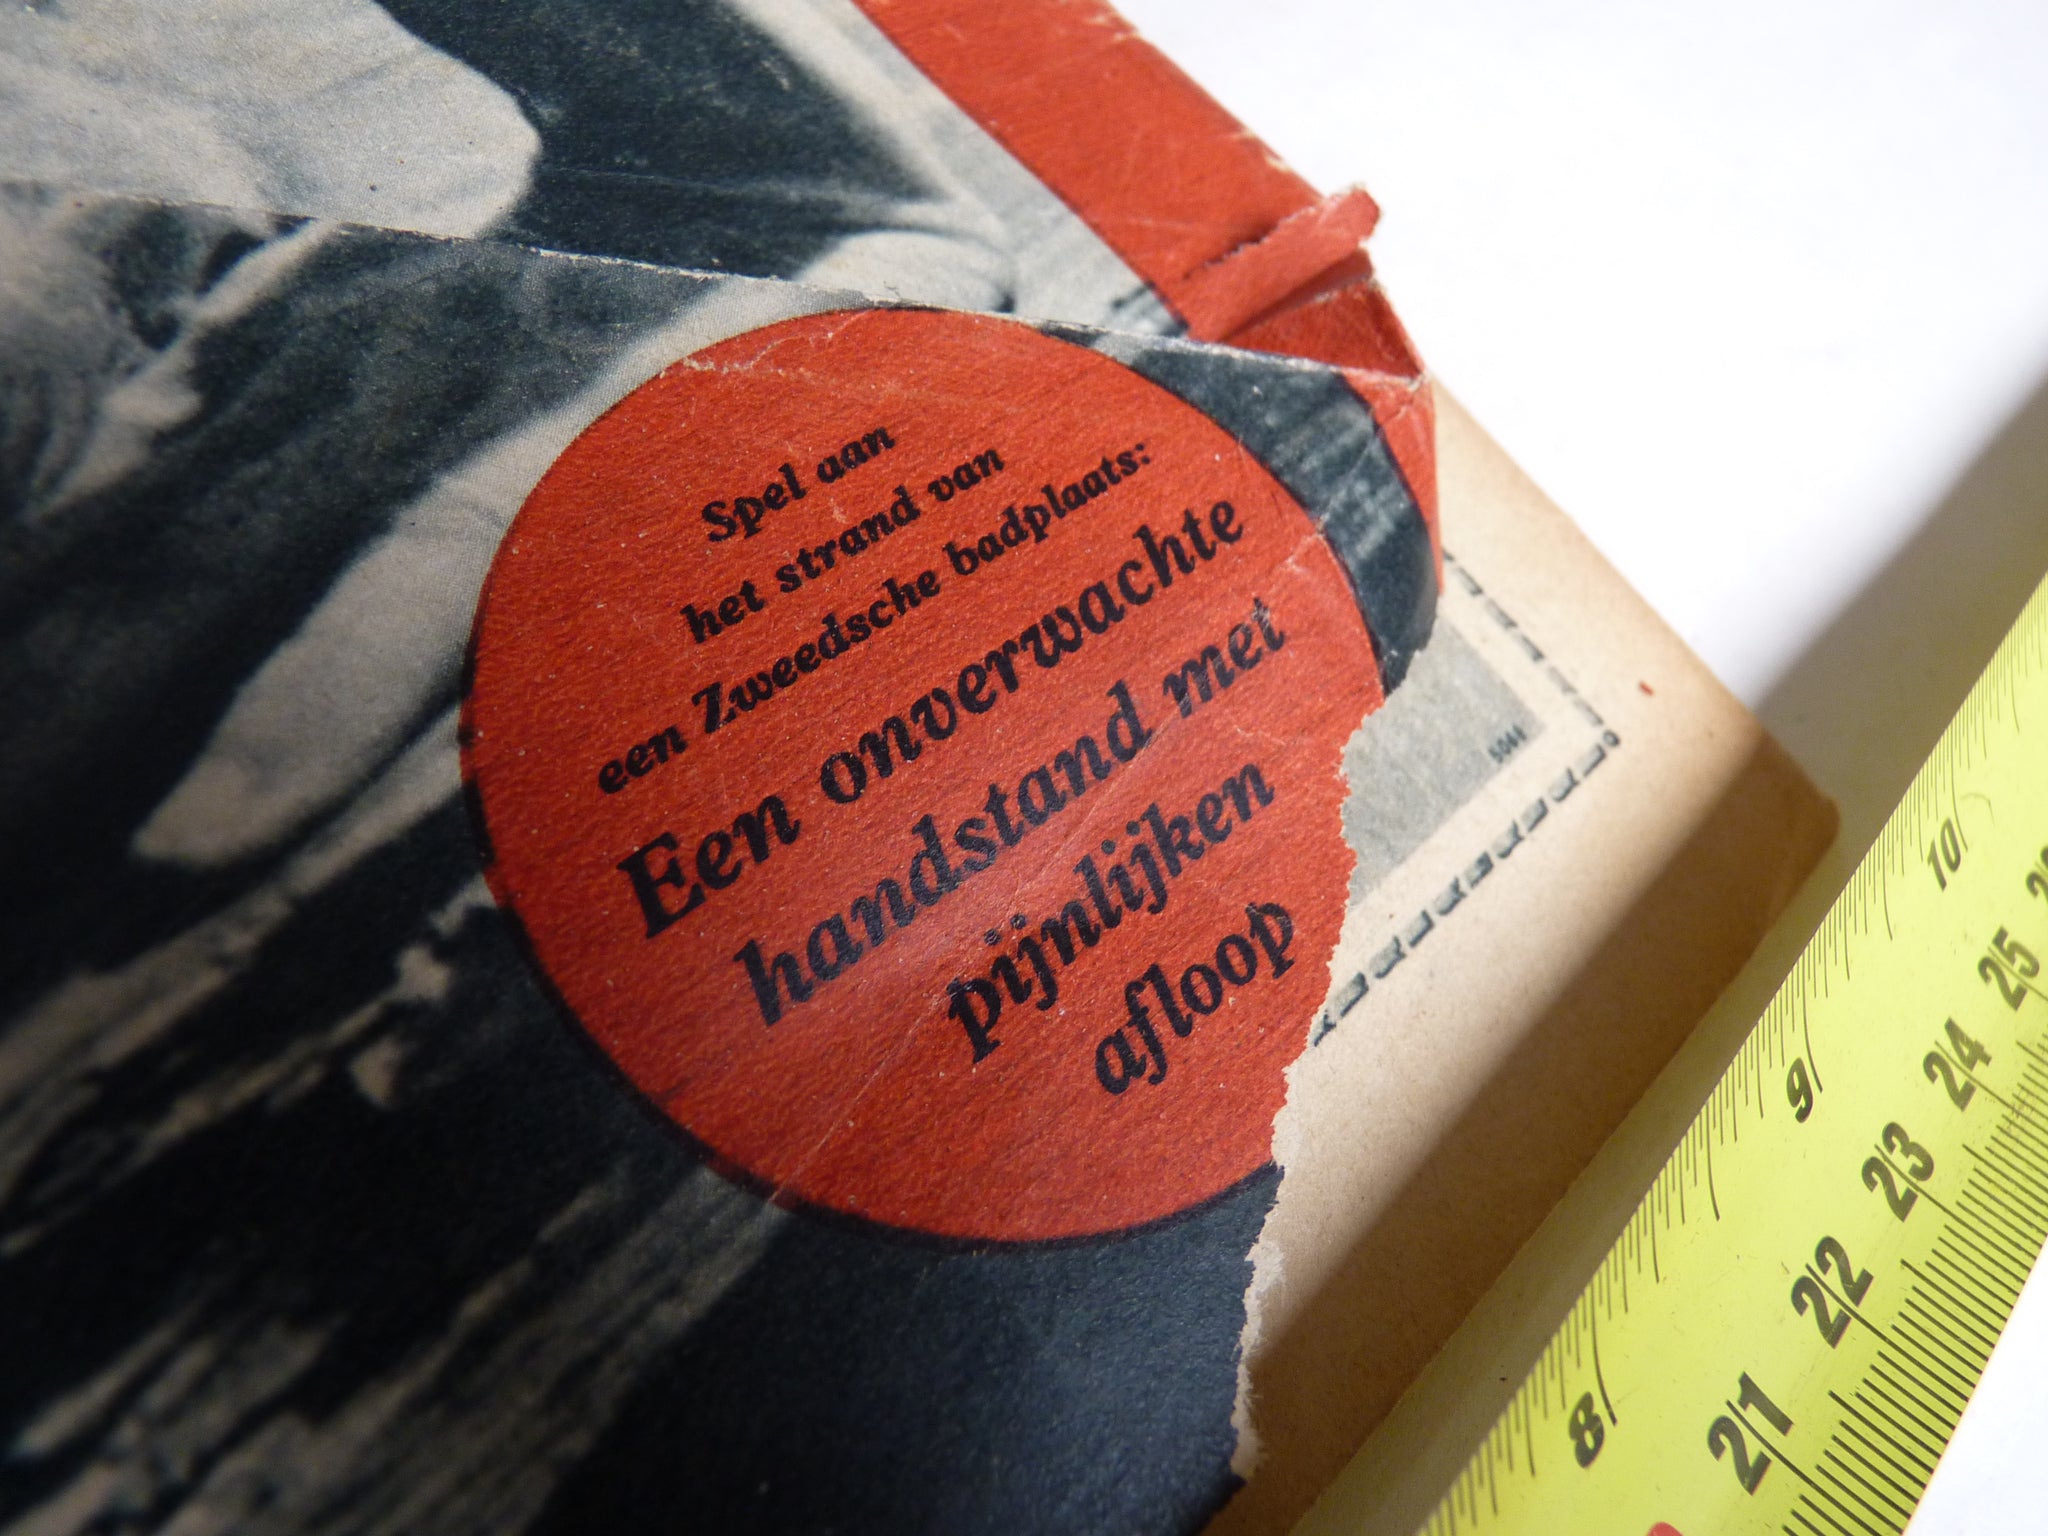 Spel aan
het strand van
een Zweedsche badplaats:
Een onverwachte
handstand met
pijnlijken
afloop
10
9
8
25
24
23
22
21